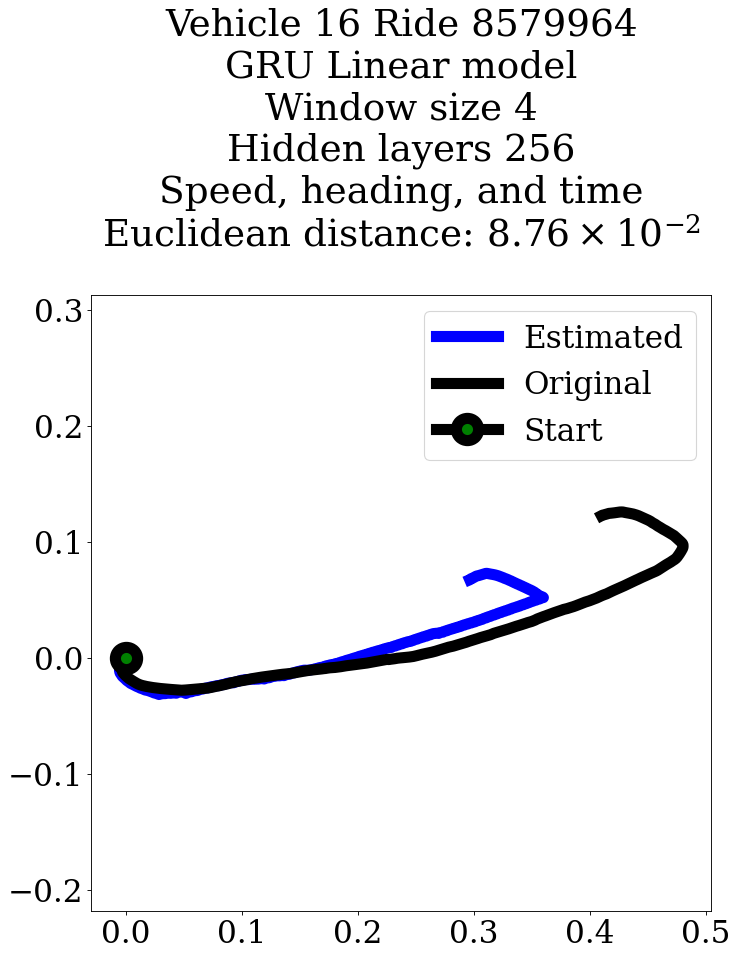 Vehicle 16 Ride 8579964
GRU Linear model
Window size 4
Hidden layers 256
Speed, heading, and time
Euclidean distance: 8.76 × 10⁻²
0.3
Estimated
Original
Start
0.2
0.1
0.0
−0.1
−0.2
0.0 0.1 0.2 0.3 0.4 0.5